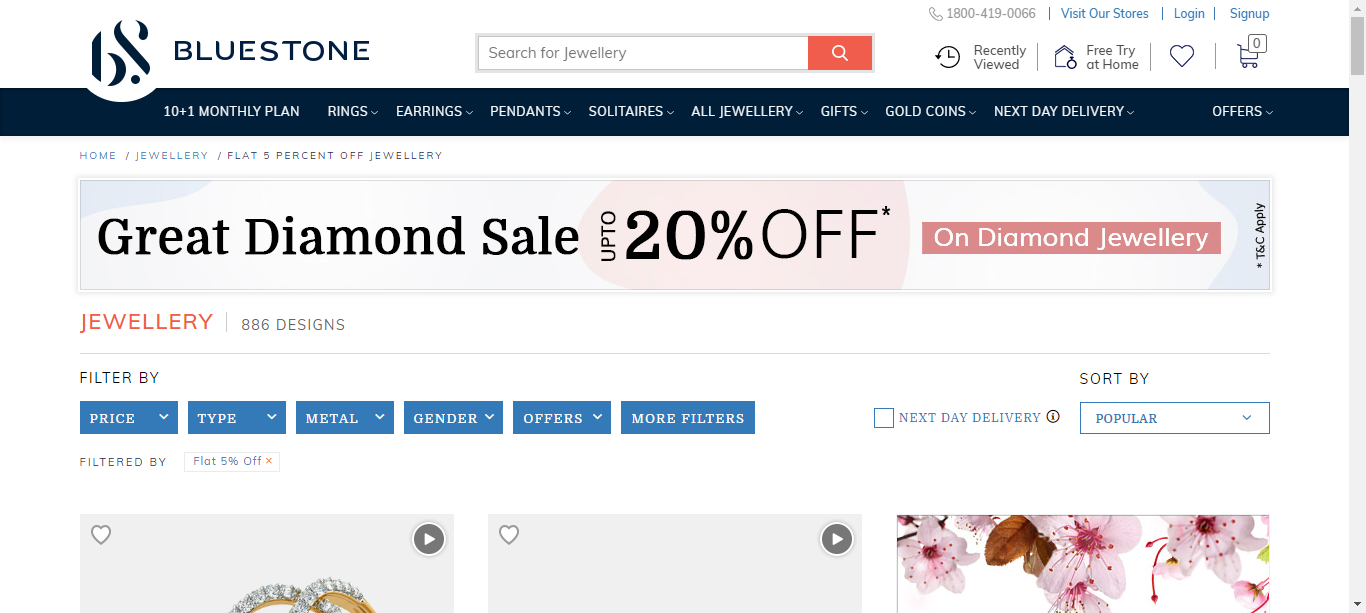 1800-419-0066 | Visit Our Stores | Login | Signup
BLUESTONE
Search for Jewellery
Recently Viewed
Free Try at Home
0
10+1 MONTHLY PLAN RINGS EARRINGS PENDANTS SOLITAIRES ALL JEWELLERY GIFTS GOLD COINS NEXT DAY DELIVERY OFFERS
HOME / JEWELLERY / FLAT 5 PERCENT OFF JEWELLERY
Great Diamond Sale UPTO 20% OFF* On Diamond Jewellery * T&C Apply
JEWELLERY | 886 DESIGNS
FILTER BY
SORT BY
PRICE TYPE METAL GENDER OFFERS MORE FILTERS NEXT DAY DELIVERY POPULAR
FILTERED BY Flat 5% Off ×